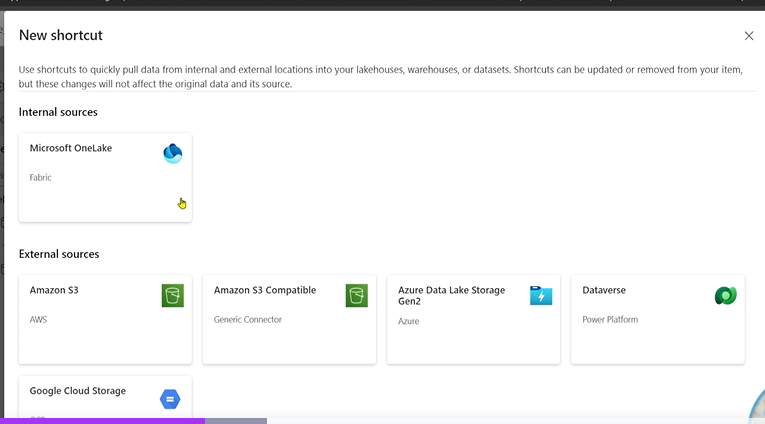 New shortcut
Use shortcuts to quickly pull data from internal and external locations into your lakehouses, warehouses, or datasets. Shortcuts can be updated or removed from your item,
but these changes will not affect the original data and its source.
Internal sources
Microsoft OneLake
Fabric
External sources
Amazon S3
AWS
Amazon S3 Compatible
Generic Connector
Azure Data Lake Storage
Gen2
Azure
Dataverse
Power Platform
Google Cloud Storage